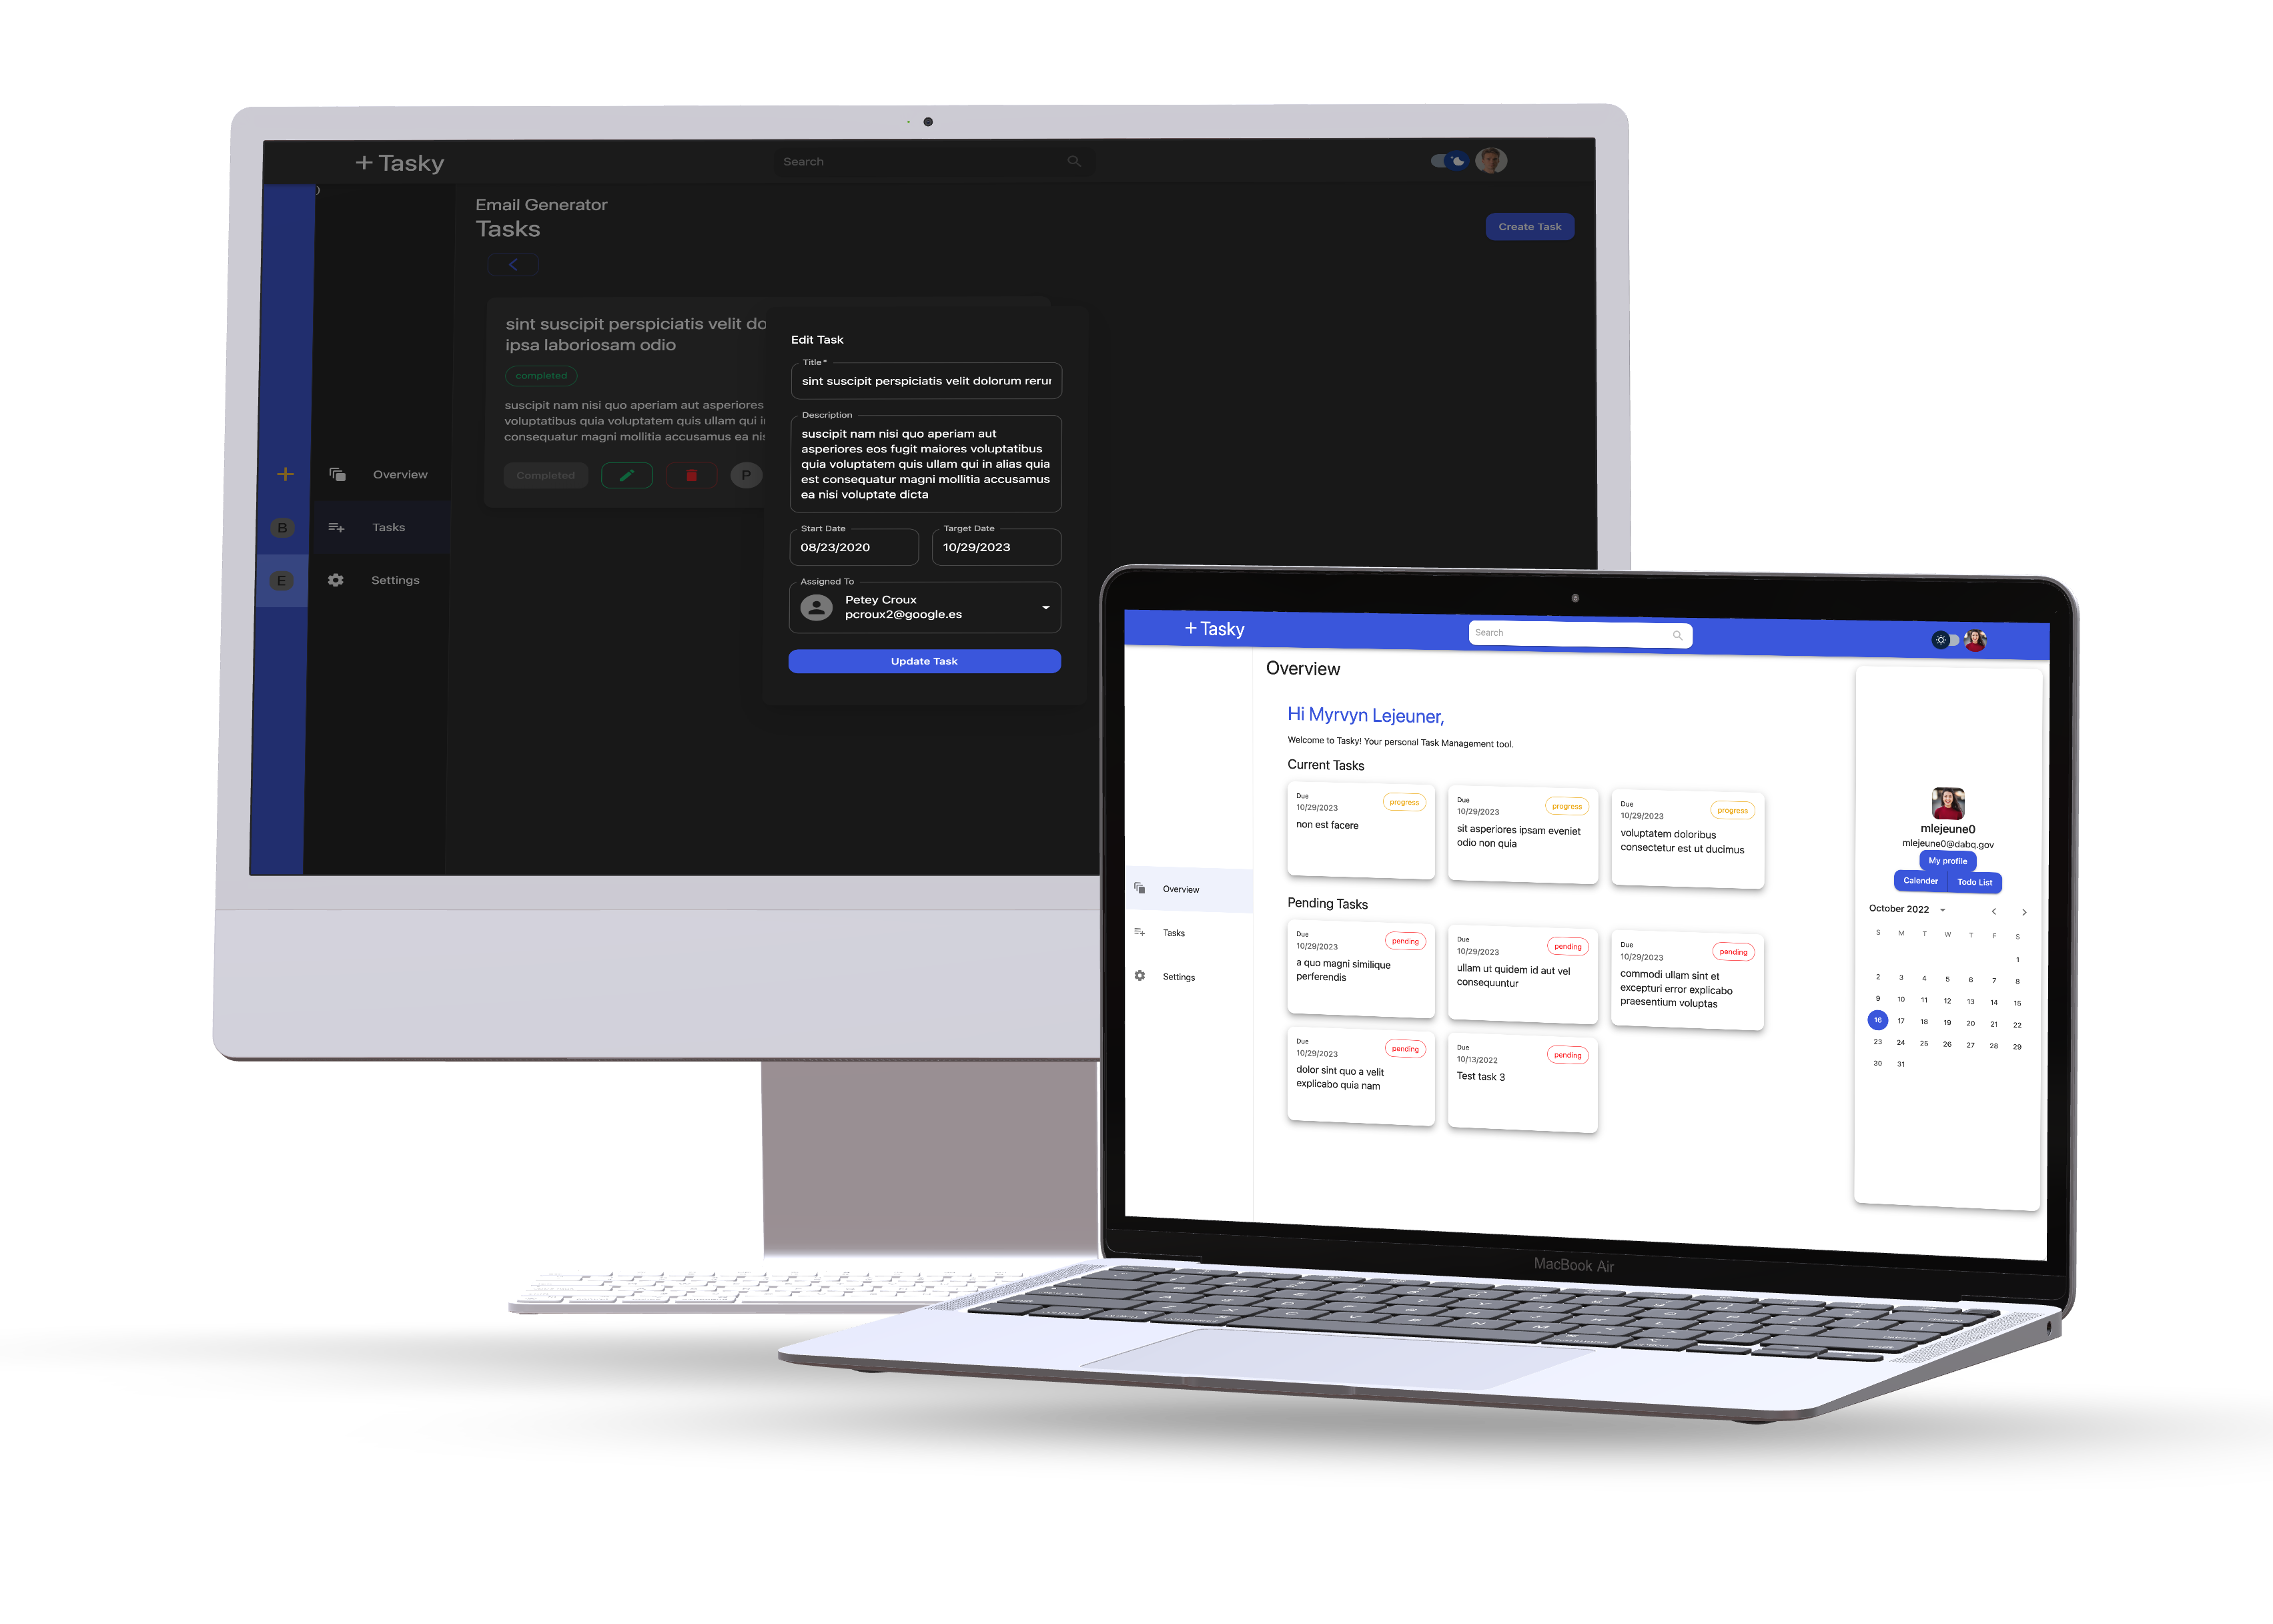 + Tasky
Search
Email Generator
Tasks
Create Task
sint suscipit perspiciatis velit do
ipsa laboriosam odio
completed
suscipit nam nisi quo aperiam aut asperiores
voluptatibus quia voluptatem quis ullam qui i
consequatur magni mollitia accusamus ea nis
Completed
P
Overview
B
Tasks
E
Settings
Edit Task
Title *
sint suscipit perspiciatis velit dolorum rerur
Description
suscipit nam nisi quo aperiam aut
asperiores eos fugit maiores voluptatibus
quia voluptatem quis ullam qui in alias quia
est consequatur magni mollitia accusamus
ea nisi voluptate dicta
Start Date
Target Date
08/23/2020
10/29/2023
Assigned To
Petey Croux
pcroux2@google.es
Update Task
+ Tasky
Search
Overview
Tasks
Settings
Overview
Hi Myrvyn Lejeuner,
Welcome to Tasky! Your personal Task Management tool.
Current Tasks
Due
10/29/2023
progress
non est facere
Due
10/29/2023
progress
sit asperiores ipsam eveniet
odio non quia
Due
10/29/2023
progress
voluptatem doloribus
consectetur est ut ducimus
Pending Tasks
Due
10/29/2023
pending
a quo magni similique
perferendis
Due
10/29/2023
pending
ullam ut quidem id aut vel
consequuntur
Due
10/29/2023
pending
commodi ullam sint et
excepturi error explicabo
praesentium voluptas
Due
10/29/2023
pending
dolor sint quo a velit
explicabo quia nam
Due
10/13/2022
pending
Test task 3
mlejeune0
mlejeune0@dabq.gov
My profile
Calender
Todo List
October 2022
S M T W T F S
1
2 3 4 5 6 7 8
9 10 11 12 13 14 15
16 17 18 19 20 21 22
23 24 25 26 27 28 29
30 31
MacBook Air